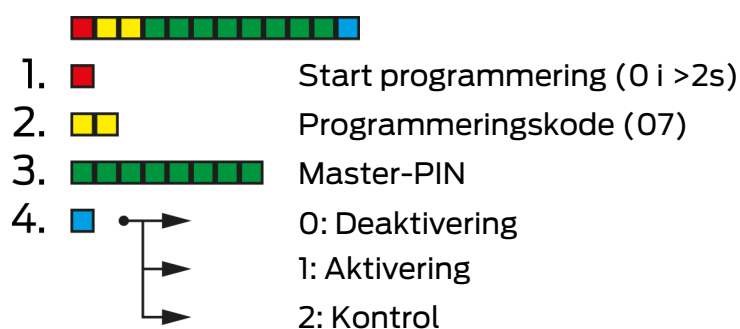 1. Start programmering (0 i >2s)
2. Programmeringskode (07)
3. Master-PIN
4. 0: Deaktivering
1: Aktivering
2: Kontrol